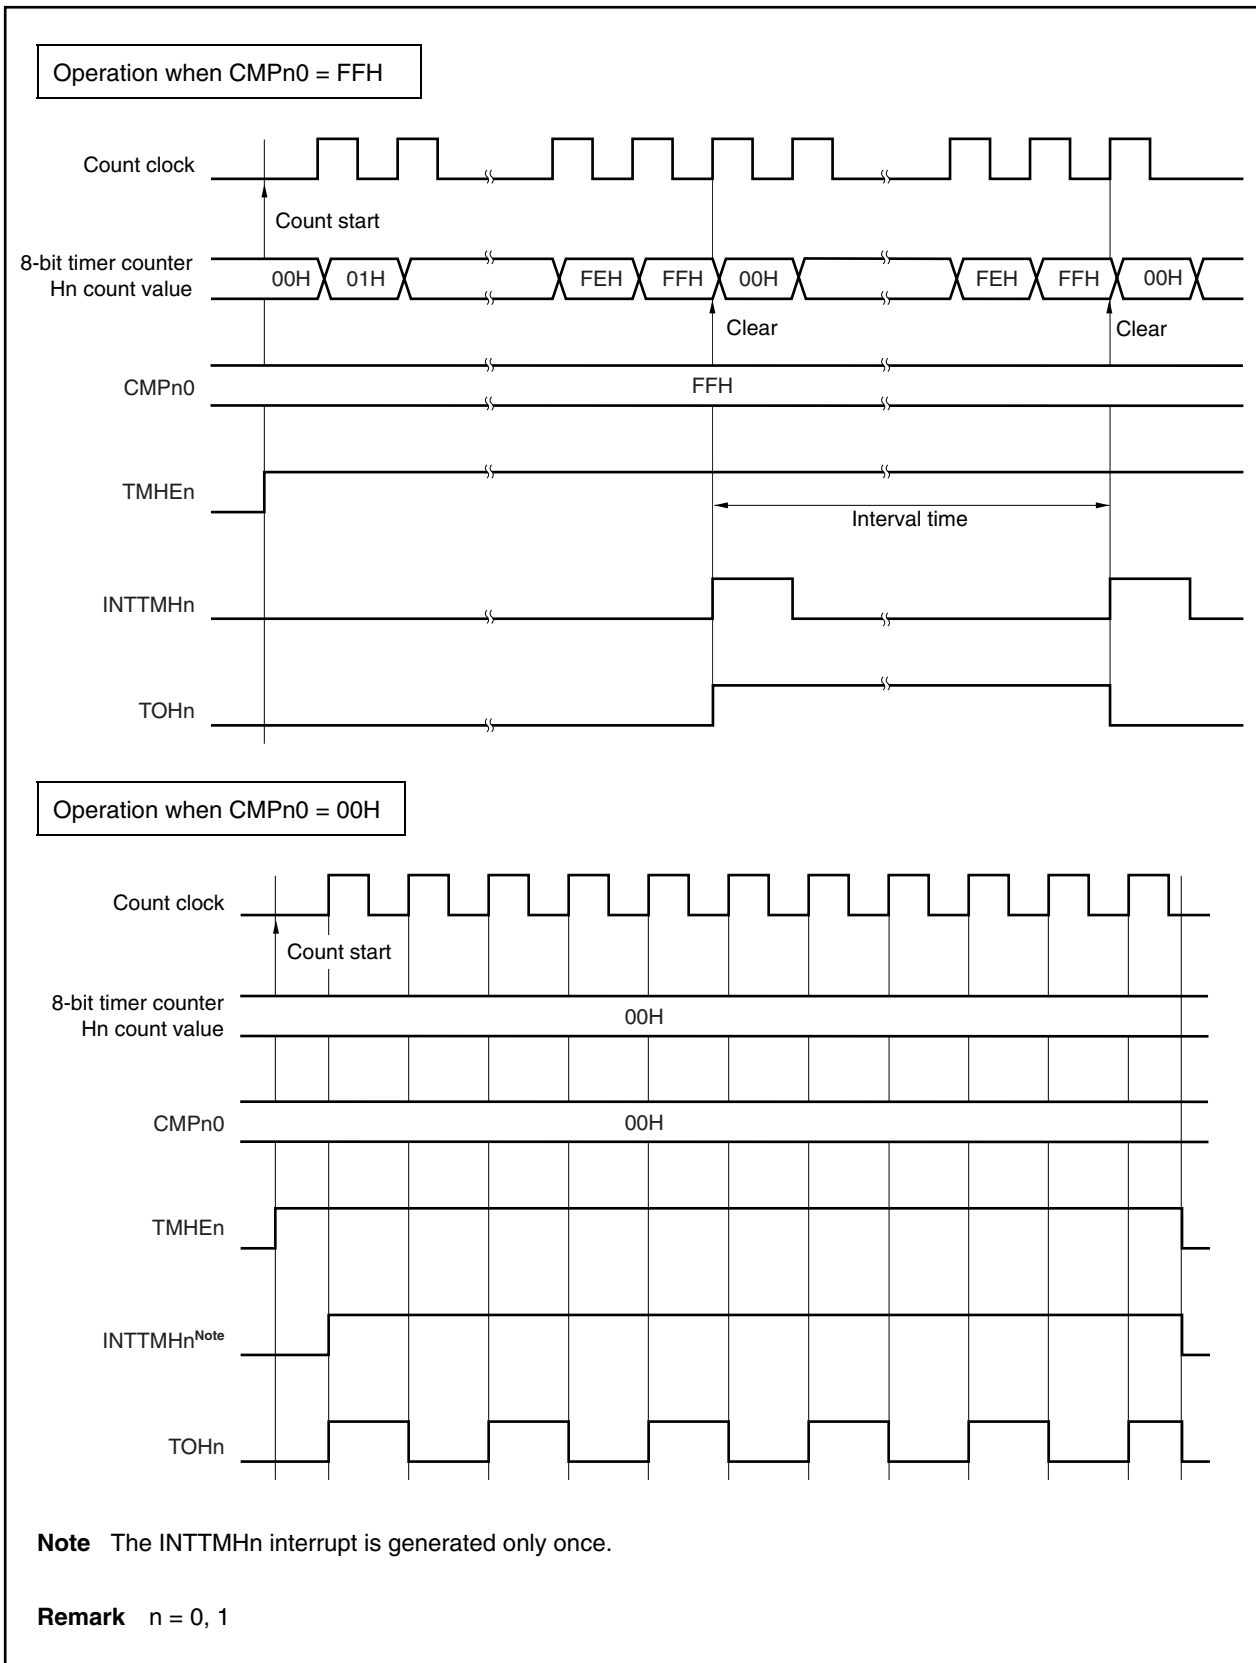 Operation when CMPn0 = FFH
Count clock
Count start
8-bit timer counter
Hn count value
00H 01H FEH FFH 00H FEH FFH 00H
Clear Clear
CMPn0 FFH
TMHEn
Interval time
INTTMHn
TOHn
Operation when CMPn0 = 00H
Count clock
Count start
8-bit timer counter
Hn count value
00H
CMPn0 00H
TMHEn
INTTMHnNote
TOHn
Note The INTTMHn interrupt is generated only once.
Remark n = 0, 1